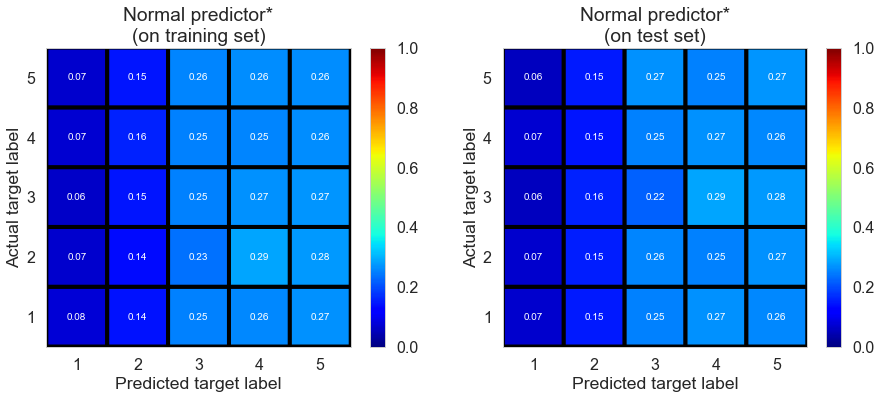 Normal predictor*
(on training set)
Actual target label
5
0.07 0.15 0.26 0.26 0.26
4
0.07 0.16 0.25 0.25 0.26
3
0.06 0.15 0.25 0.27 0.27
2
0.07 0.14 0.23 0.29 0.28
1
0.08 0.14 0.25 0.26 0.27
1 2 3 4 5
Predicted target label
1.0
0.8
0.6
0.4
0.2
0.0
Normal predictor*
(on test set)
Actual target label
5
0.06 0.15 0.27 0.25 0.27
4
0.07 0.15 0.25 0.27 0.26
3
0.06 0.16 0.22 0.29 0.28
2
0.07 0.15 0.26 0.25 0.27
1
0.07 0.15 0.25 0.27 0.26
1 2 3 4 5
Predicted target label
1.0
0.8
0.6
0.4
0.2
0.0